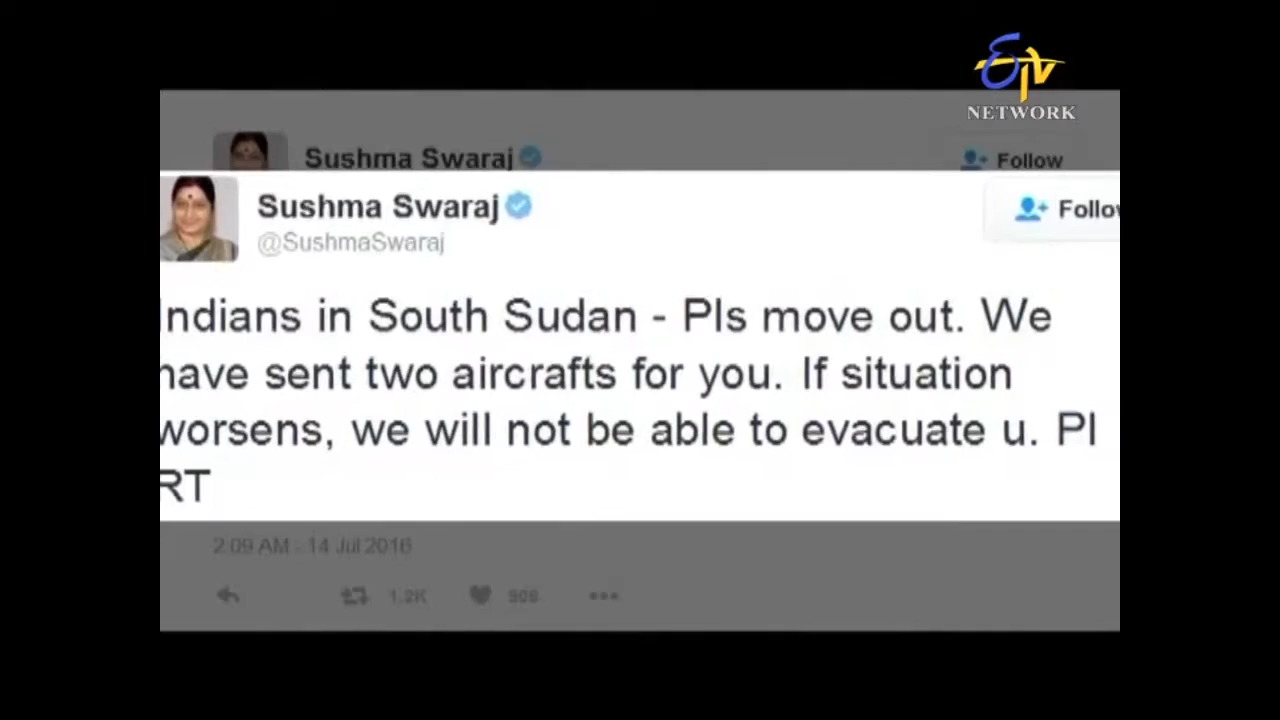 ETV
NETWORK
Sushma Swaraj
Follow
Sushma Swaraj
Follow
@SushmaSwaraj
Indians in South Sudan - Pls move out. We
have sent two aircrafts for you. If situation
worsens, we will not be able to evacuate u. Pl
RT
2:09 AM - 14 Jul 2016
1.2K 908